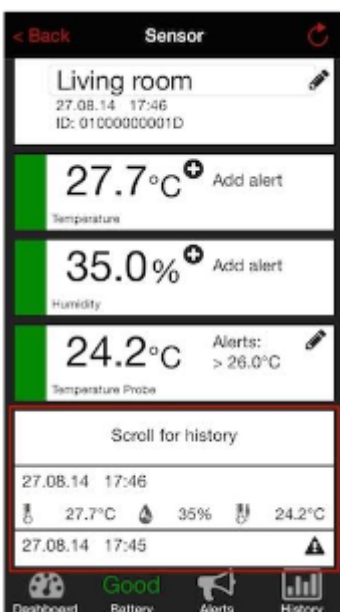 < Back Sensor
Living room
27.08.14 17:46
ID: 01000000001D
27.7°C Add alert
Temperature
35.0% Add alert
Humidity
24.2°C Alerts:
> 26.0°C
Temperature Probe
Scroll for history
27.08.14 17:46
27.7°C 35% 24.2°C
27.08.14 17:45
Good
Dashboard Battery Alerts History